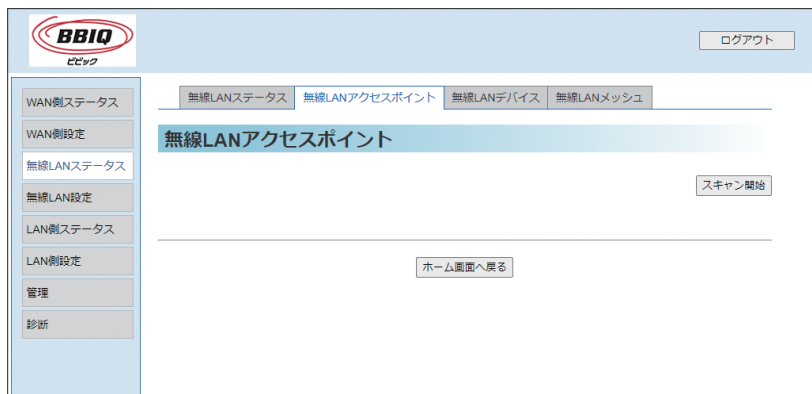 BBIQ
ビビック
ログアウト
無線LANステータス 無線LANアクセスポイント 無線LANデバイス 無線LANメッシュ
無線LANアクセスポイント
スキャン開始
ホーム画面へ戻る
WAN側ステータス
WAN側設定
無線LANステータス
無線LAN設定
LAN側ステータス
LAN側設定
管理
診断